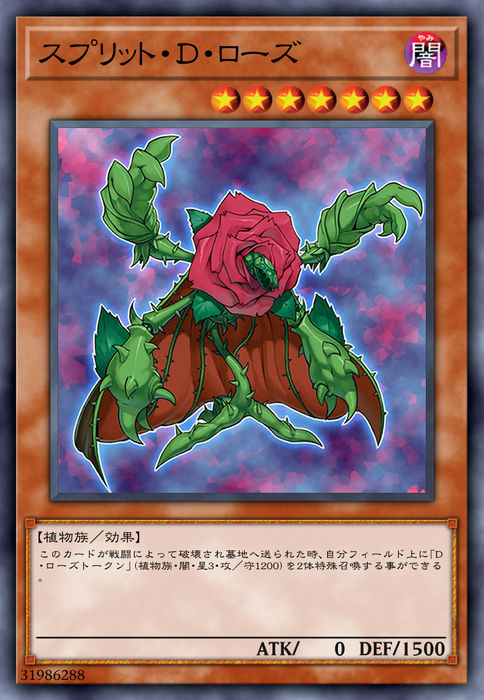 スプリット・D・ローズ
やみ
闇
【植物族／効果】
このカードが戦闘によって破壊され墓地へ送られた時、自分フィールド上に「D
・ローズトークン」(植物族・闇・星3・攻／守1200)を2体特殊召喚する事ができる
。
ATK/ 0 DEF/1500
31986288